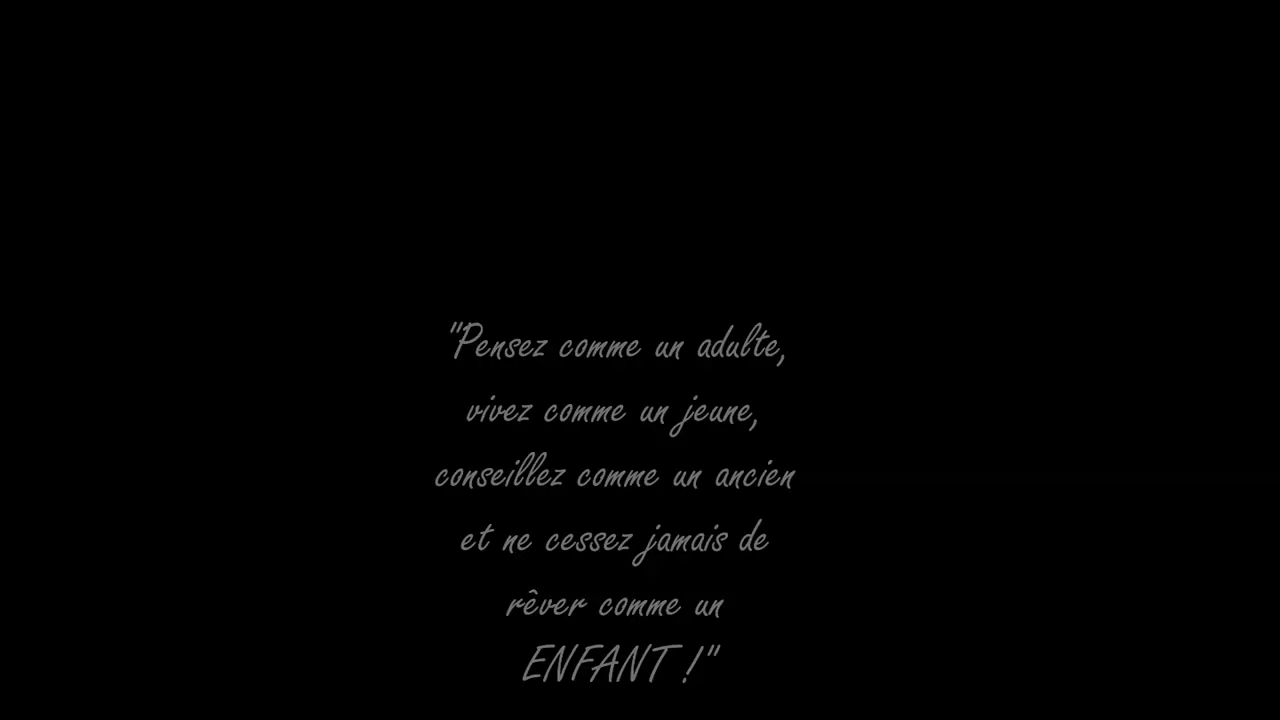 "Pensez comme un adulte,
vivez comme un jeune,
conseillez comme un ancien
et ne cessez jamais de
rêver comme un
ENFANT !"